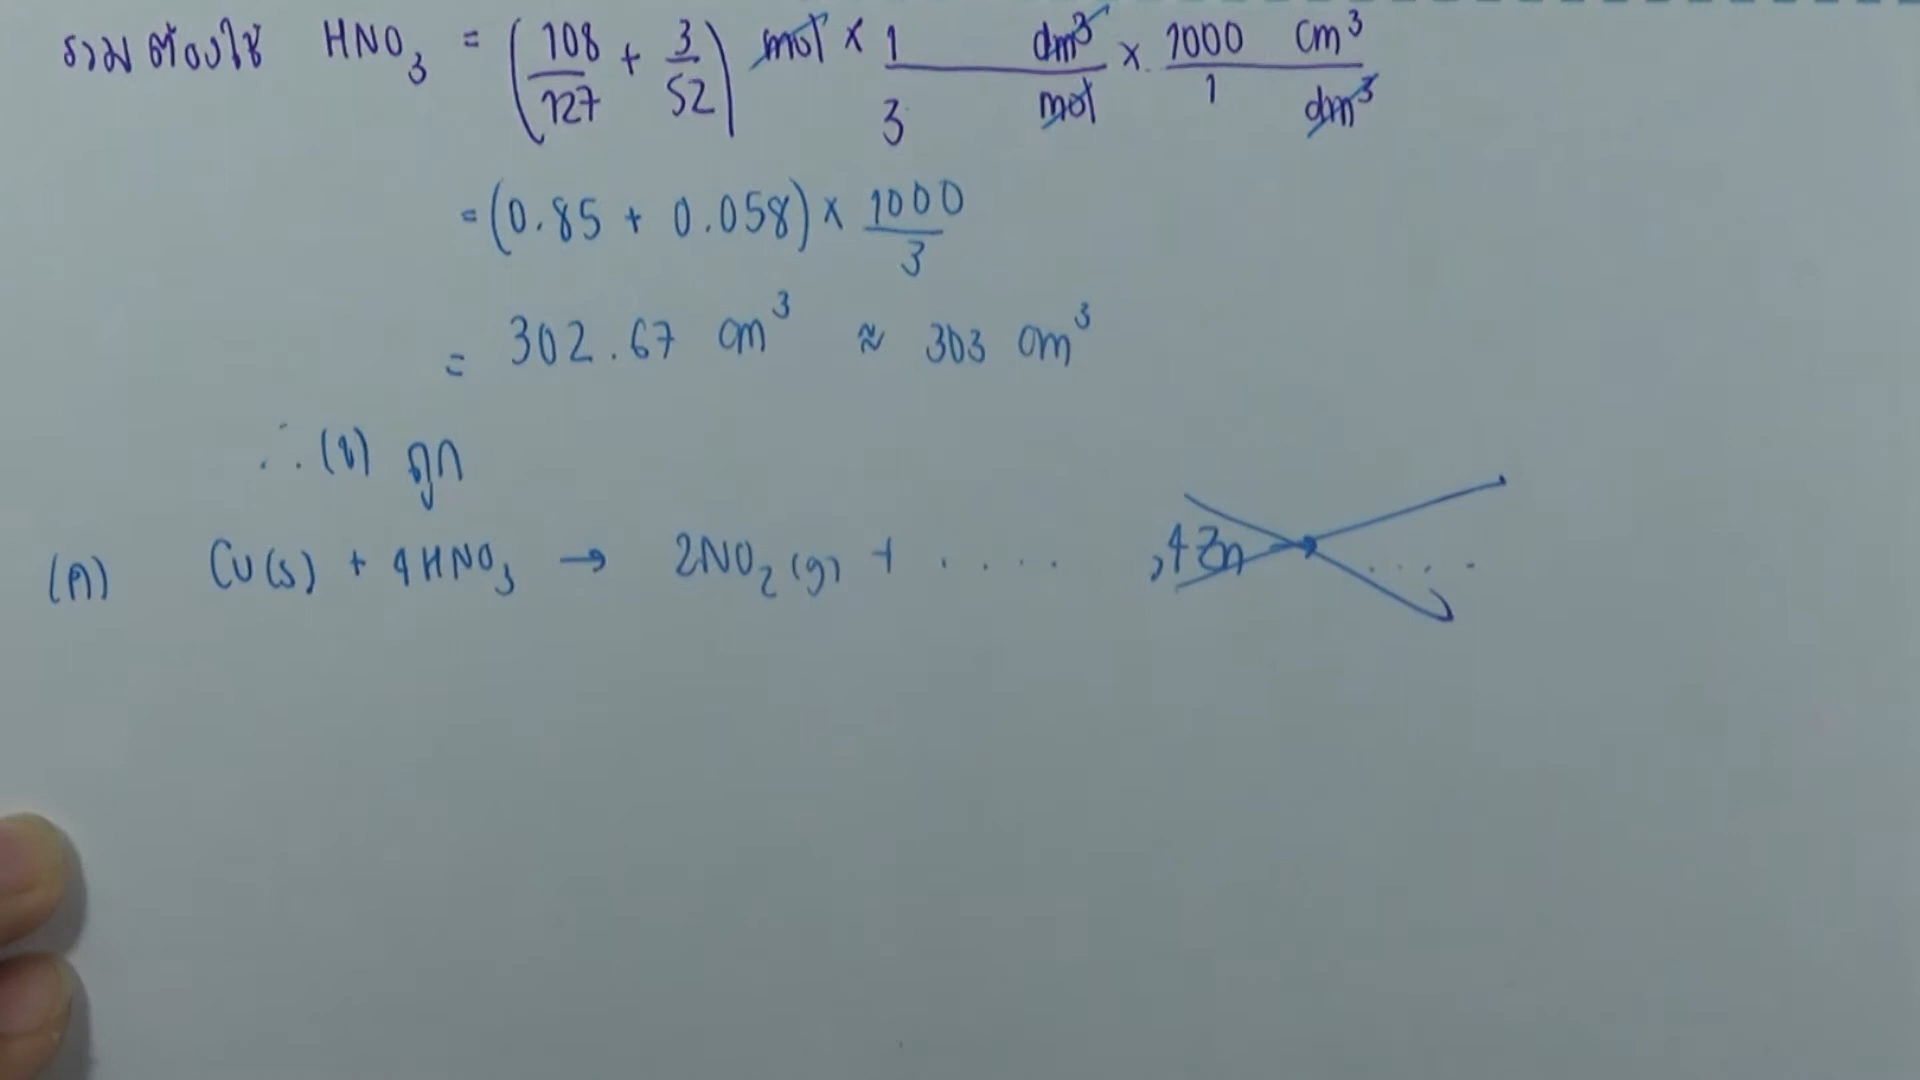 รวมต้องใช้ HNO₃ = (108/127 + 3/52) mol × 1 dm³/3 mol × 1000 cm³/1 dm³
= (0.85 + 0.058) × 1000/3
= 302.67 cm³ ≈ 303 cm³
∴ (ข) ถูก
(ค) Cu(s) + 4HNO₃ → 2NO₂(g) + .....
, 4Zn → .....